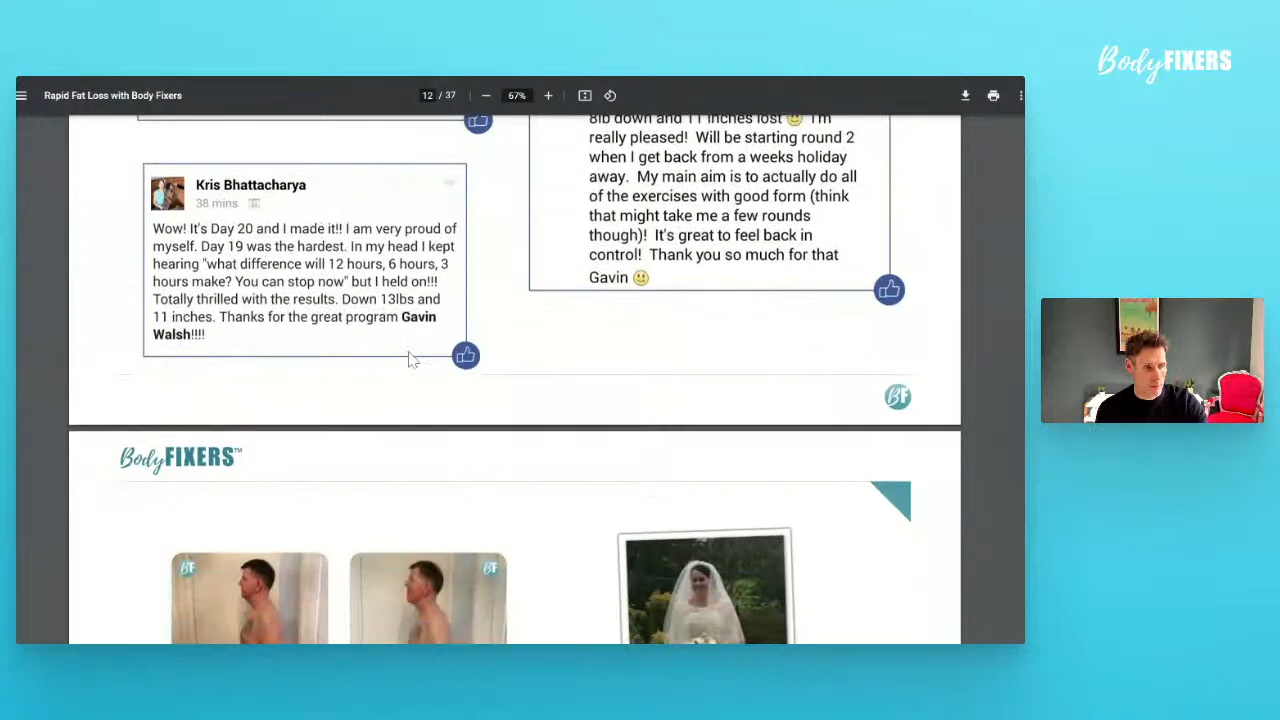 Body FIXERS
Rapid Fat Loss with Body Fixers
12 / 37
67%
8lb down and 11 inches lost I'm
really pleased! Will be starting round 2
when I get back from a weeks holiday
away. My main aim is to actually do all
of the exercises with good form (think
that might take me a few rounds
though)! It's great to feel back in
control! Thank you so much for that
Gavin
Kris Bhattacharya
38 mins
Wow! It's Day 20 and I made it!! I am very proud of
myself. Day 19 was the hardest. In my head I kept
hearing "what difference will 12 hours, 6 hours, 3
hours make? You can stop now" but I held on!!!
Totally thrilled with the results. Down 13lbs and
11 inches. Thanks for the great program Gavin
Walsh!!!!
BF
Body FIXERS™
BF
BF